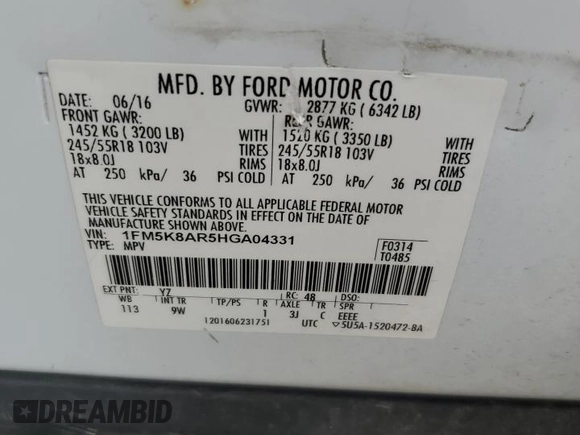 MFD. BY FORD MOTOR CO.
DATE: 06/16 GVWR: 2877 KG ( 6342 LB)
FRONT GAWR: REAR GAWR:
1452 KG ( 3200 LB) WITH 1520 KG ( 3350 LB) WITH
245/55R18 103V TIRES 245/55R18 103V TIRES
18x8.0J RIMS 18x8.0J RIMS
AT 250 kPa/ 36 PSI COLD AT 250 kPa/ 36 PSI COLD
THIS VEHICLE CONFORMS TO ALL APPLICABLE FEDERAL MOTOR
VEHICLE SAFETY AND THEFT PREVENTION STANDARDS IN EFFECT ON THE DATE OF
MANUFACTURE SHOWN ABOVE.
VIN: 1FM5K8AR5HGA04331 F0314
TYPE: MPV T0485
EXT PNT: YZ RC: 48 DSO:
WB INT TR TP/PS R AXLE TR SPR
113 9W 1 3J C EEEE
1201606231751 UTC ▽5U5A-1520472-BA
DREAMBID